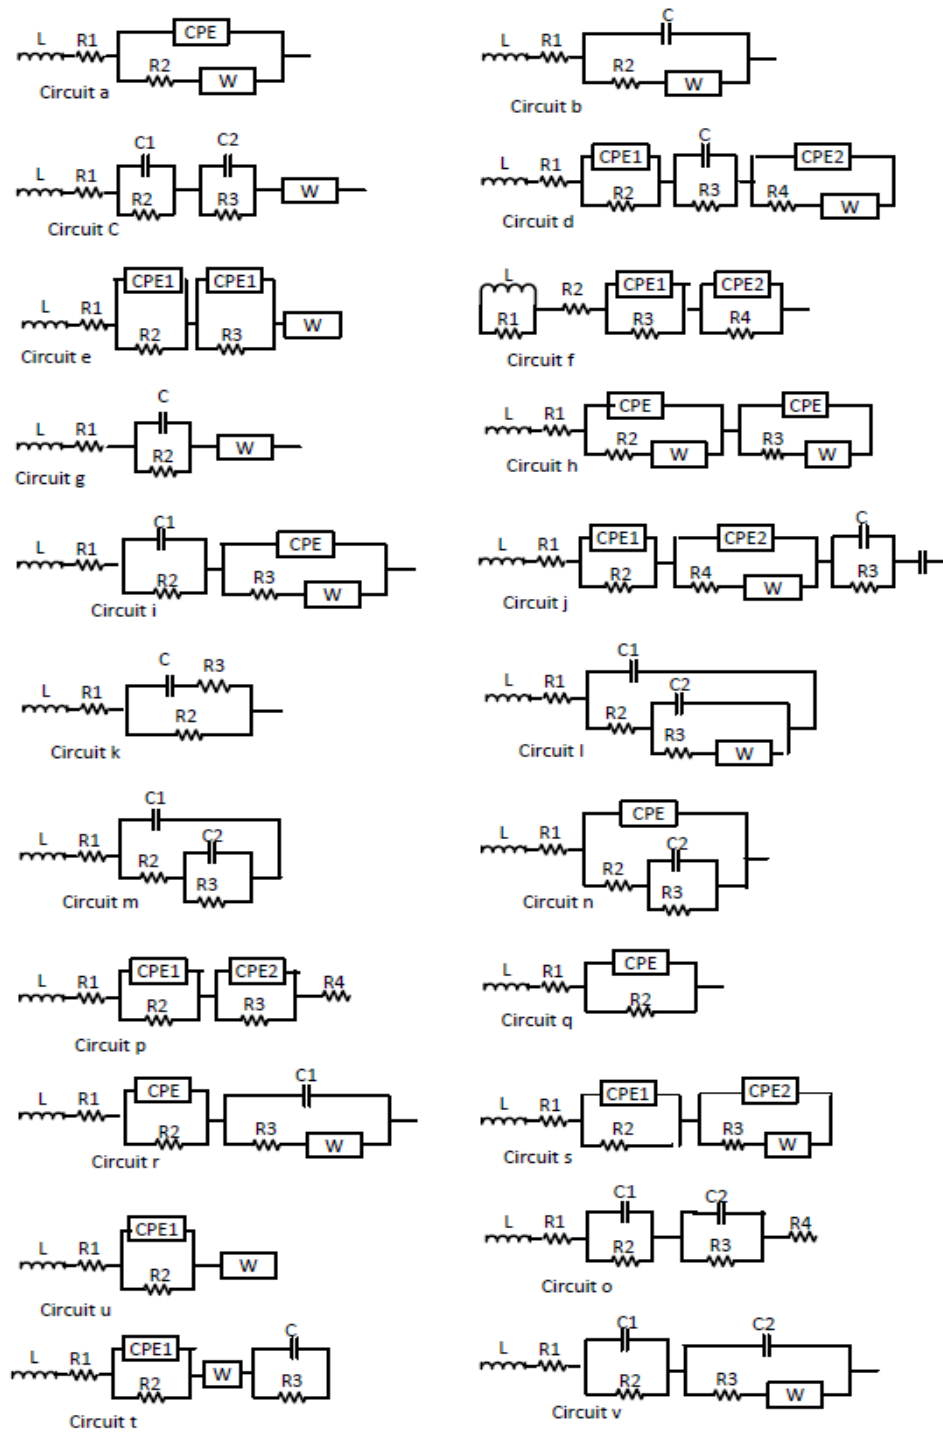 CPE
L R1
R2 W
Circuit a
C
L R1
R2 W
Circuit b
C1 C2
L R1
R2 R3 W
Circuit C
C
CPE1 CPE2
L R1
R2 R3 R4 W
Circuit d
CPE1 CPE1
L R1
R2 R3 W
Circuit e
L
R2 CPE1 CPE2
R1 R3 R4
Circuit f
C
L R1
R2 W
Circuit g
CPE CPE
L R1
R2 W R3 W
Circuit h
C1
CPE
L R1
R2 R3 W
Circuit i
C
CPE1 CPE2
L R1
R2 R4 W R3
Circuit j
C R3
L R1
R2
Circuit k
C1
L R1 C2
R2 R3 W
Circuit l
C1
L R1 C2
R2 R3
Circuit m
CPE
L R1 C2
R2 R3
Circuit n
CPE1 CPE2
L R1 R4
R2 R3
Circuit p
CPE
L R1
R2
Circuit q
CPE C1
L R1
R2 R3 W
Circuit r
CPE1 CPE2
L R1
R2 R3 W
Circuit s
CPE1
L R1
R2 W
Circuit u
C1 C2
L R1 R4
R2 R3
Circuit o
CPE1 C
L R1
R2 W R3
Circuit t
C1 C2
L R1
R2 R3 W
Circuit v